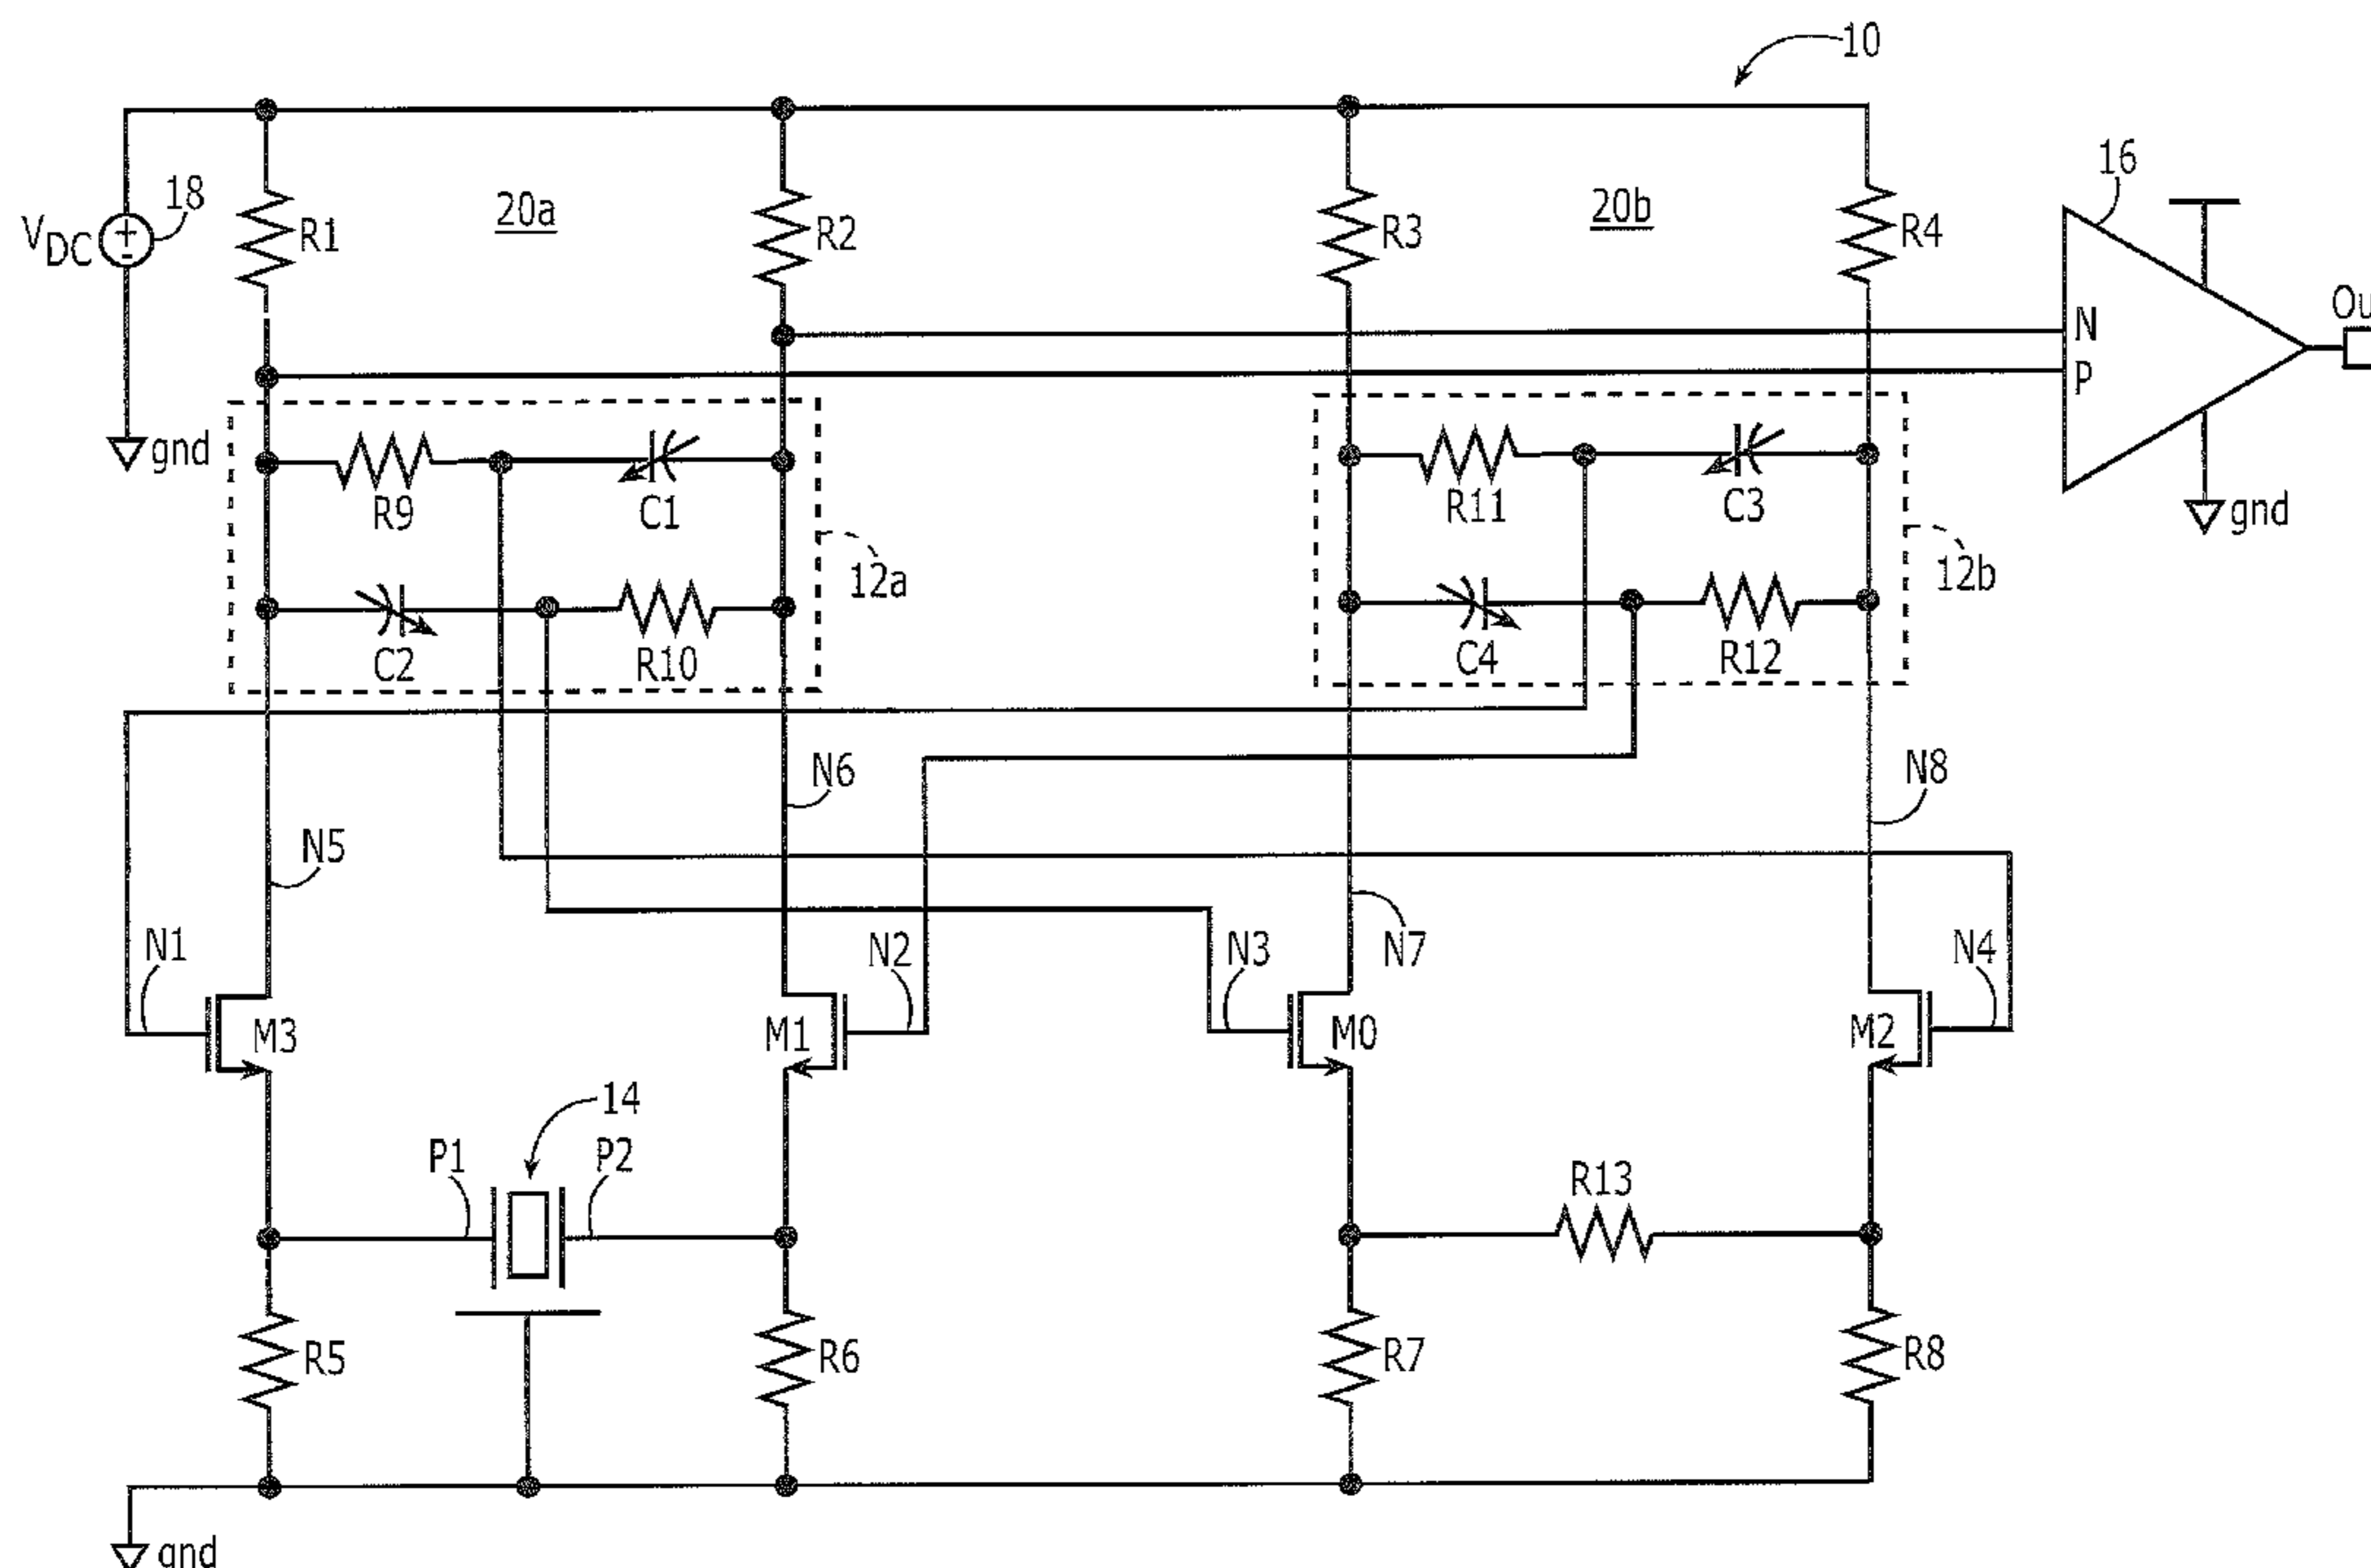 10
16
18
20a
20b
VDC
R1
R2
R3
R4
Ou
N
P
gnd
R9
C1
R11
C3
gnd
12a
12b
C2
R10
C4
R12
N6
N8
N5
N1
N2
N3
N7
N4
M3
M1
M0
M2
14
P1
P2
R13
R5
R6
R7
R8
gnd